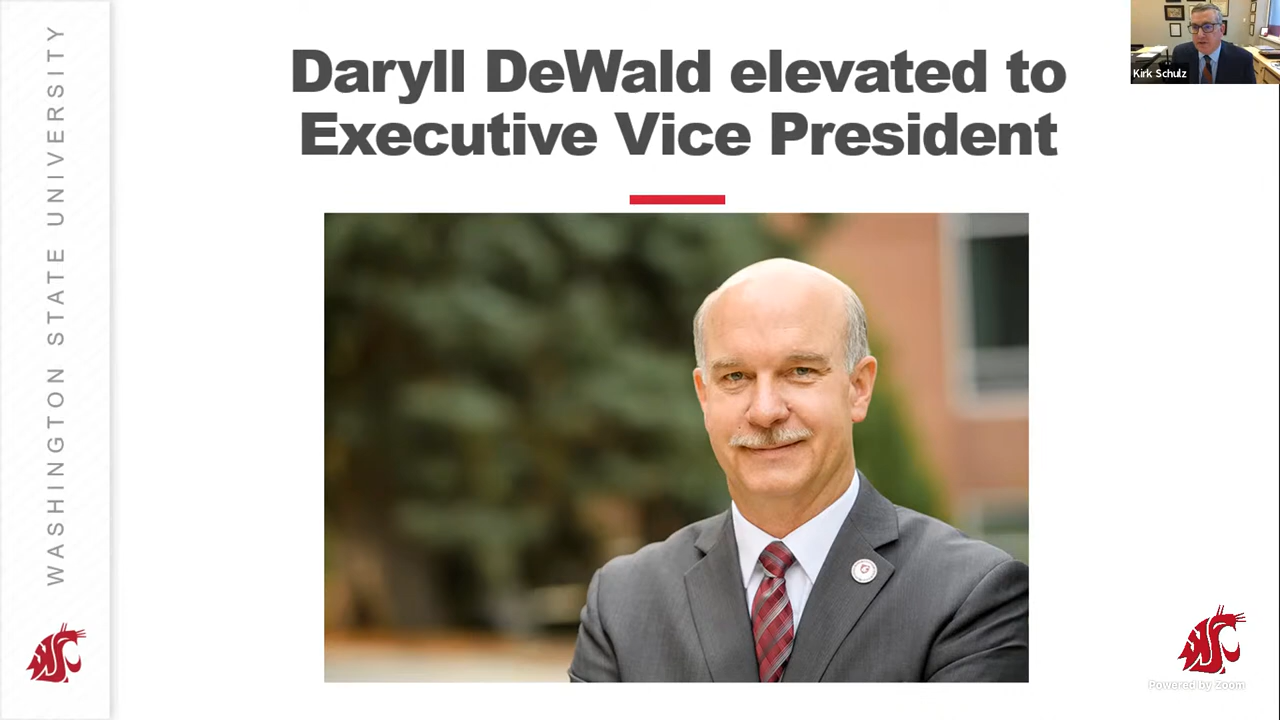 Daryll DeWald elevated to
Executive Vice President
WASHINGTON STATE UNIVERSITY
Kirk Schulz
Powered by Zoom